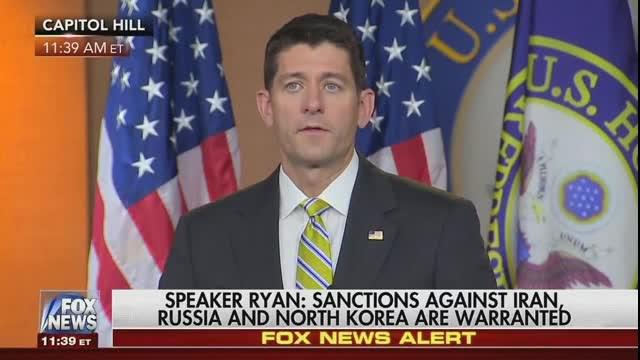 CAPITOL HILL
11:39 AM ET
U.S. H
UNUM
SPEAKER RYAN: SANCTIONS AGAINST IRAN,
RUSSIA AND NORTH KOREA ARE WARRANTED
FOX
NEWS
11:39 ET
FOX NEWS ALERT